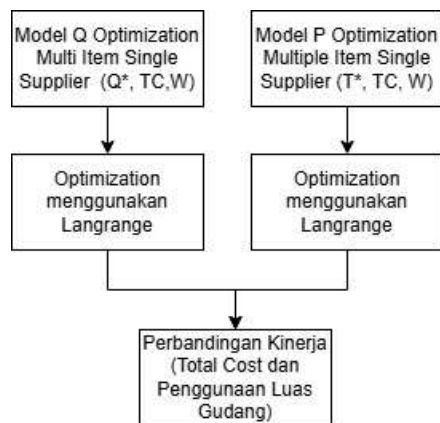 Model Q Optimization
Multi Item Single
Supplier (Q*, TC,W)
Model P Optimization
Multiple Item Single
Supplier (T*, TC, W)
Optimization
menggunakan
Langrange
Optimization
menggunakan
Langrange
Perbandingan Kinerja
(Total Cost dan
Penggunaan Luas
Gudang)